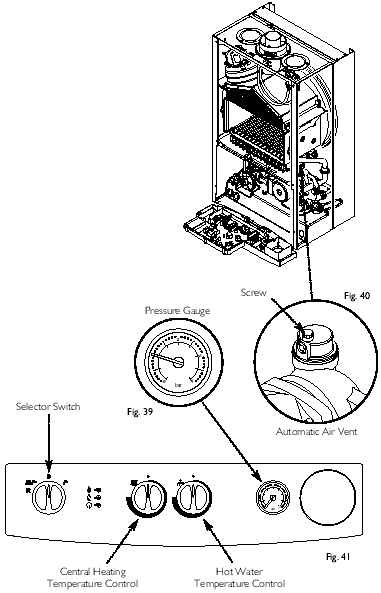 Screw
Fig. 40
Pressure Gauge
bar
Selector Switch
Fig. 39
Automatic Air Vent
Fig. 41
Central Heating
Temperature Control
Hot Water
Temperature Control